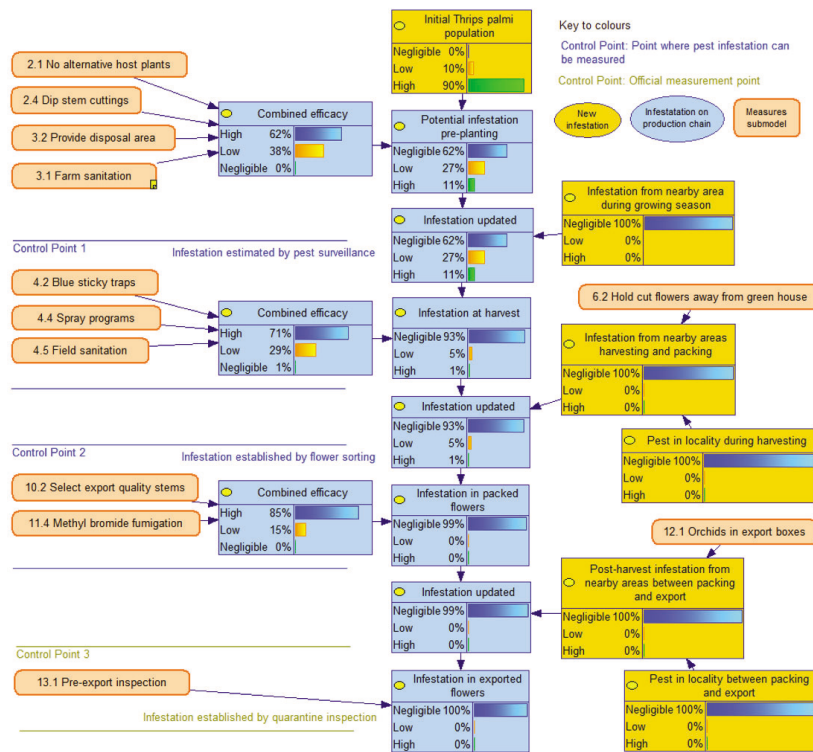 Initial Thrips palmi
population
Negligible 0%
Low 10%
High 90%
Key to colours
Control Point: Point where pest infestation can
be measured
Control Point: Official measurement point
New
infestation
Infestation on
production chain
Measures
submodel
2.1 No alternative host plants
2.4 Dip stem cuttings
3.2 Provide disposal area
3.1 Farm sanitation
Combined efficacy
High 62%
Low 38%
Negligible 0%
Potential infestation
pre-planting
Negligible 62%
Low 27%
High 11%
Infestation from nearby area
during growing season
Negligible 100%
Low 0%
High 0%
Infestation updated
Negligible 62%
Low 27%
High 11%
Control Point 1
Infestation estimated by pest surveillance
4.2 Blue sticky traps
4.4 Spray programs
4.5 Field sanitation
Combined efficacy
High 71%
Low 29%
Negligible 1%
Infestation at harvest
Negligible 93%
Low 5%
High 1%
6.2 Hold cut flowers away from green house
Infestation from nearby areas
harvesting and packing
Negligible 100%
Low 0%
High 0%
Infestation updated
Negligible 93%
Low 5%
High 1%
Pest in locality during harvesting
Negligible 100%
Low 0%
High 0%
Control Point 2
Infestation established by flower sorting
10.2 Select export quality stems
11.4 Methyl bromide fumigation
Combined efficacy
High 85%
Low 15%
Negligible 0%
Infestation in packed
flowers
Negligible 99%
Low 0%
High 0%
12.1 Orchids in export boxes
Post-harvest infestation from
nearby areas between packing
and export
Negligible 100%
Low 0%
High 0%
Infestation updated
Negligible 99%
Low 0%
High 0%
Control Point 3
13.1 Pre-export inspection
Infestation established by quarantine inspection
Infestation in exported
flowers
Negligible 100%
Low 0%
High 0%
Pest in locality between packing
and export
Negligible 100%
Low 0%
High 0%